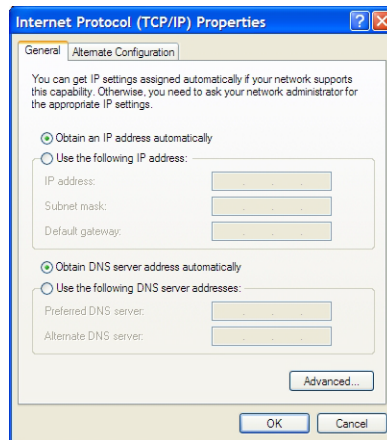 Internet Protocol (TCP/IP) Properties
General
Alternate Configuration
You can get IP settings assigned automatically if your network supports
this capability. Otherwise, you need to ask your network administrator for
the appropriate IP settings.
Obtain an IP address automatically
Use the following IP address:
IP address:
Subnet mask:
Default gateway:
Obtain DNS server address automatically
Use the following DNS server addresses:
Preferred DNS server:
Alternate DNS server:
Advanced...
OK
Cancel